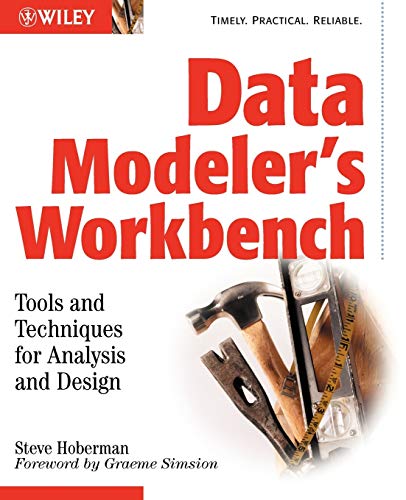 WILEY
TIMELY. PRACTICAL. RELIABLE.
Data
Modeler's
Workbench
Tools and
Techniques
for Analysis
and Design
Steve Hoberman
Foreword by Graeme Simsion